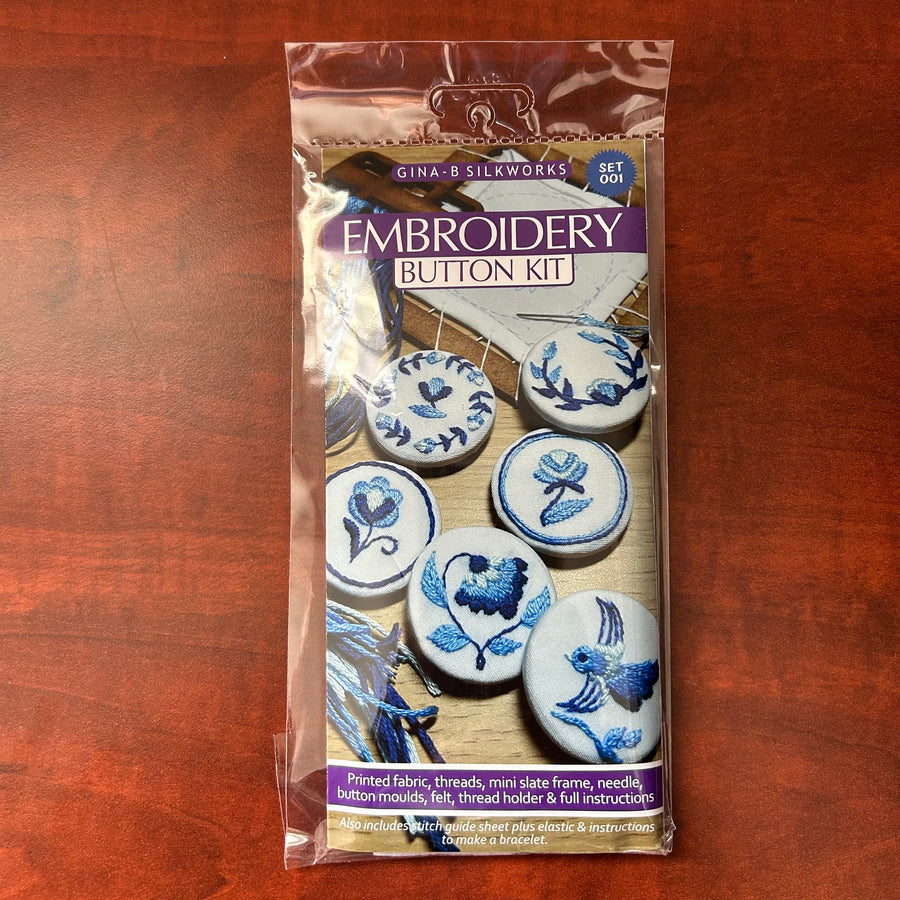 GINA-B SILKWORKS
SET
001
EMBROIDERY
BUTTON KIT
Printed fabric, threads, mini slate frame, needle,
button moulds, felt, thread holder & full instructions
Also includes stitch guide sheet plus elastic & instructions
to make a bracelet.